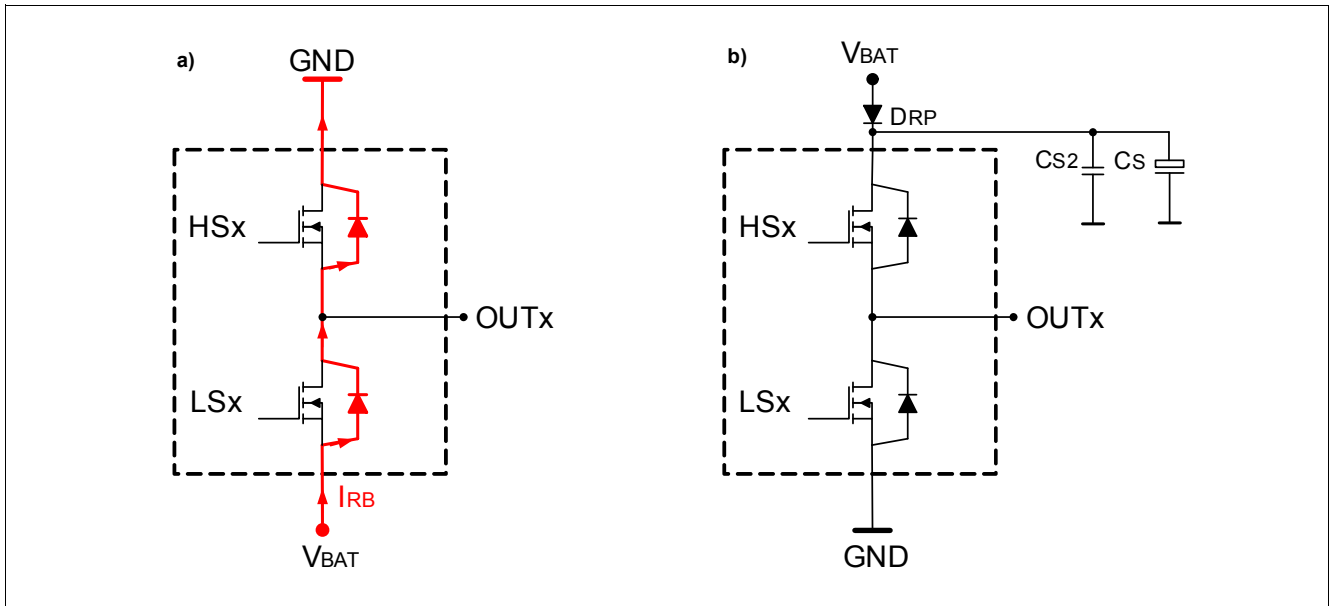 a)
GND
HSx
OUTx
LSx
IRB
VBAT
b)
VBAT
DRP
CS2
CS
HSx
OUTx
LSx
GND